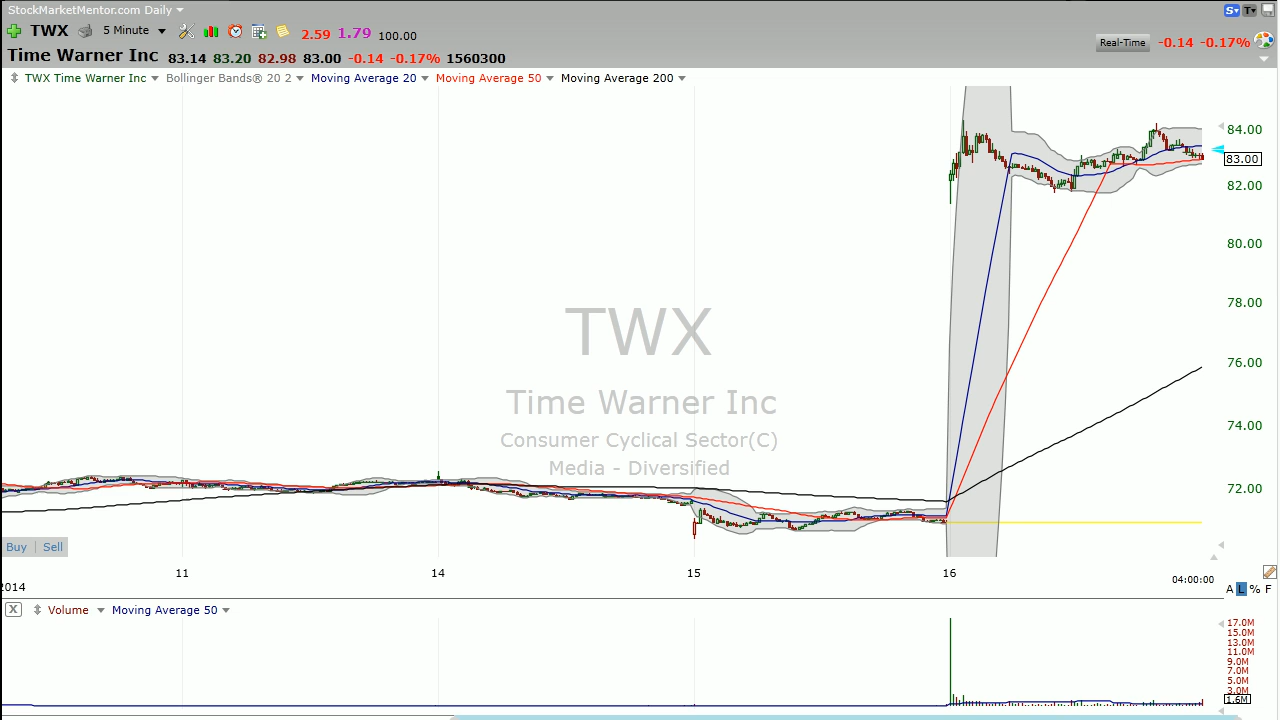 StockMarketMentor.com Daily
TWX 5 Minute 2.59 1.79 100.00
S T
Time Warner Inc 83.14 83.20 82.98 83.00 -0.14 -0.17% 1560300
Real-Time -0.14 -0.17%
TWX Time Warner Inc Bollinger Bands® 20 2 Moving Average 20 Moving Average 50 Moving Average 200
84.00
83.00
82.00
80.00
78.00
76.00
74.00
72.00
TWX
Time Warner Inc
Consumer Cyclical Sector(C)
Media - Diversified
Buy Sell
11 14 15 16
2014 04:00:00
A L % F
X Volume Moving Average 50
17.0M
15.0M
13.0M
11.0M
9.0M
7.0M
5.0M
3.0M
1.6M